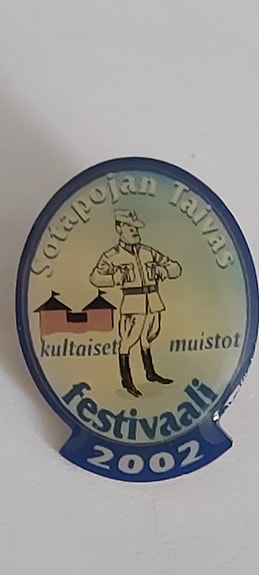 Sotapojan Taivas
kultaiset muistot
festivaali
2002